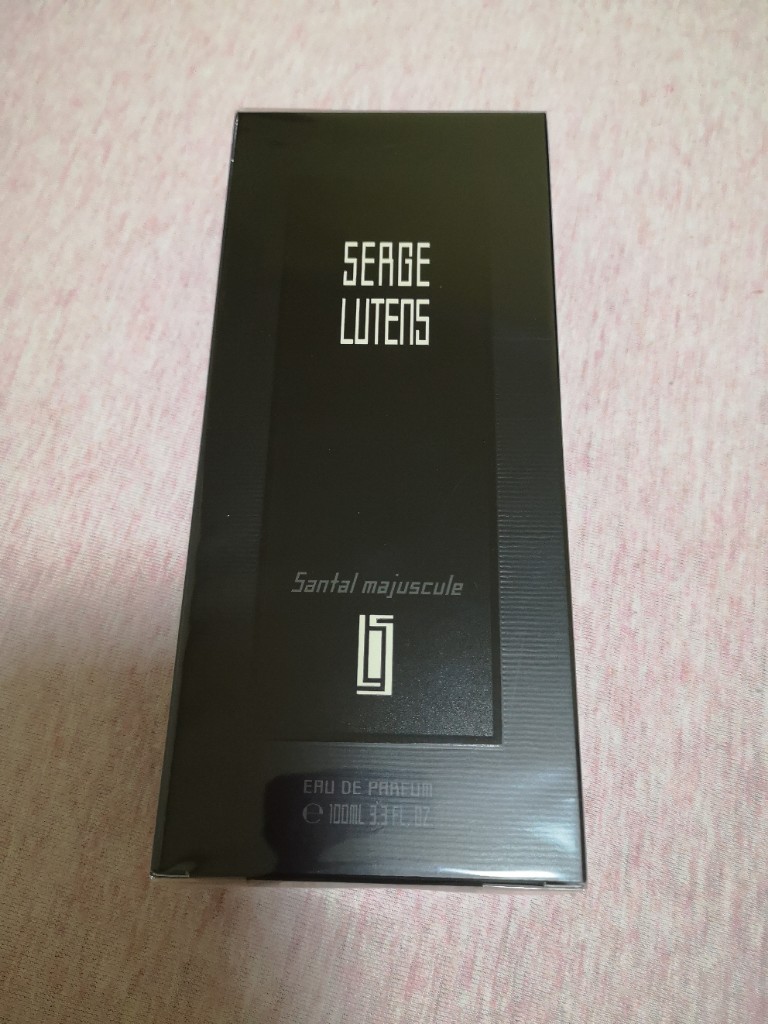 SERGE
LUTENS
Santal majuscule
EAU DE PARFUM
℮ 100ML 3.3 FL. OZ